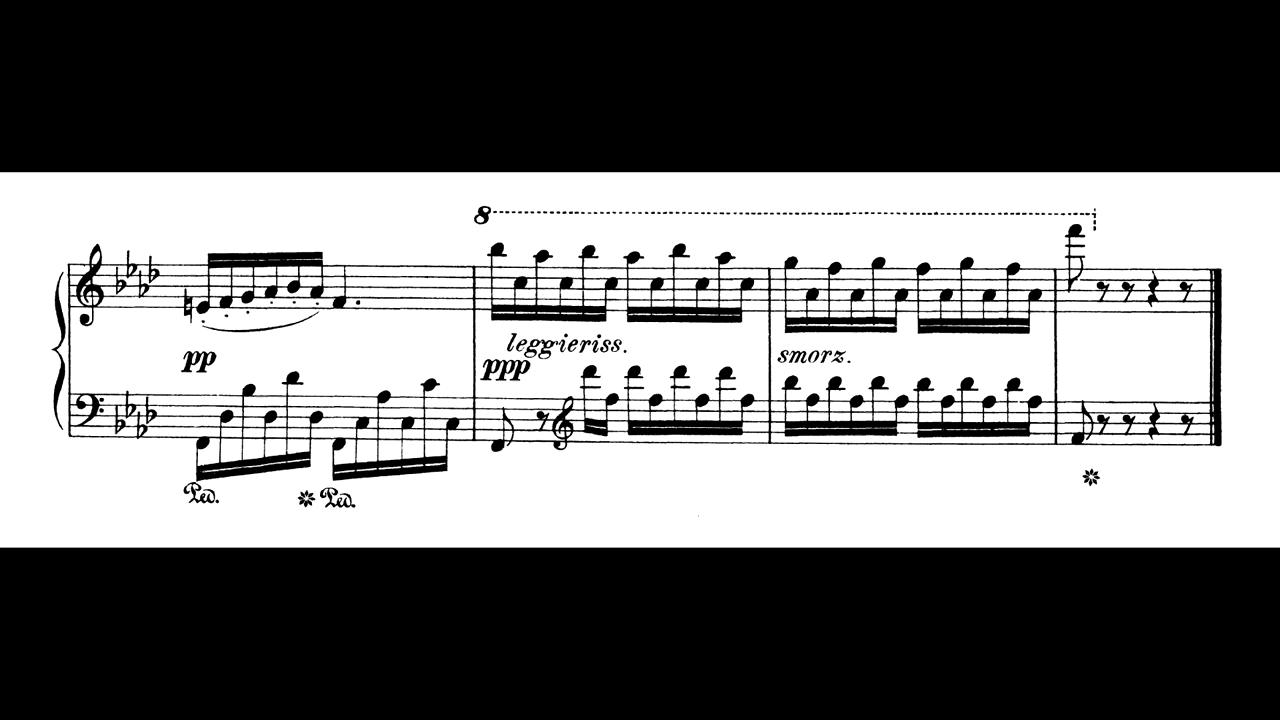 8
leggieriss.
pp
ppp
smorz.
Ped.
* Ped.
*